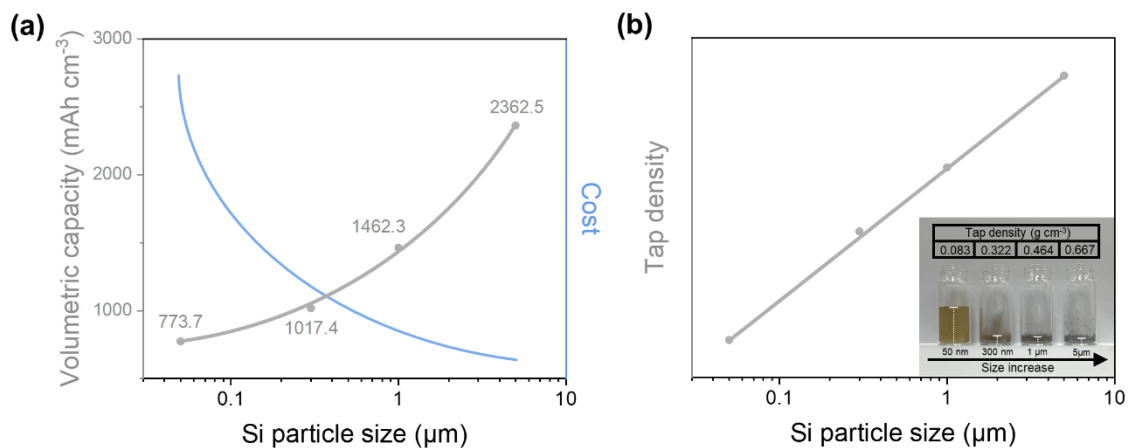 (a)
Volumetric capacity (mAh cm⁻³)
3000
2000
1000
773.7
1017.4
1462.3
2362.5
Cost
0.1
1
10
Si particle size (μm)
(b)
Tap density
Tap density (g cm⁻³)
0.083 0.322 0.464 0.667
50 nm 300 nm 1 μm 5μm
Size increase
0.1
1
10
Si particle size (μm)